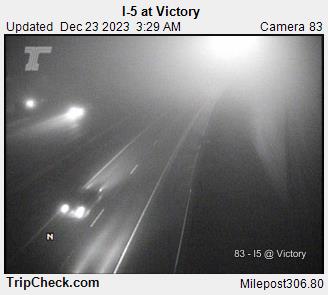 I-5 at Victory
Updated Dec 23 2023 3:29 AM Camera 83
T
N
83 - I5 @ Victory
TripCheck.com Milepost306.80